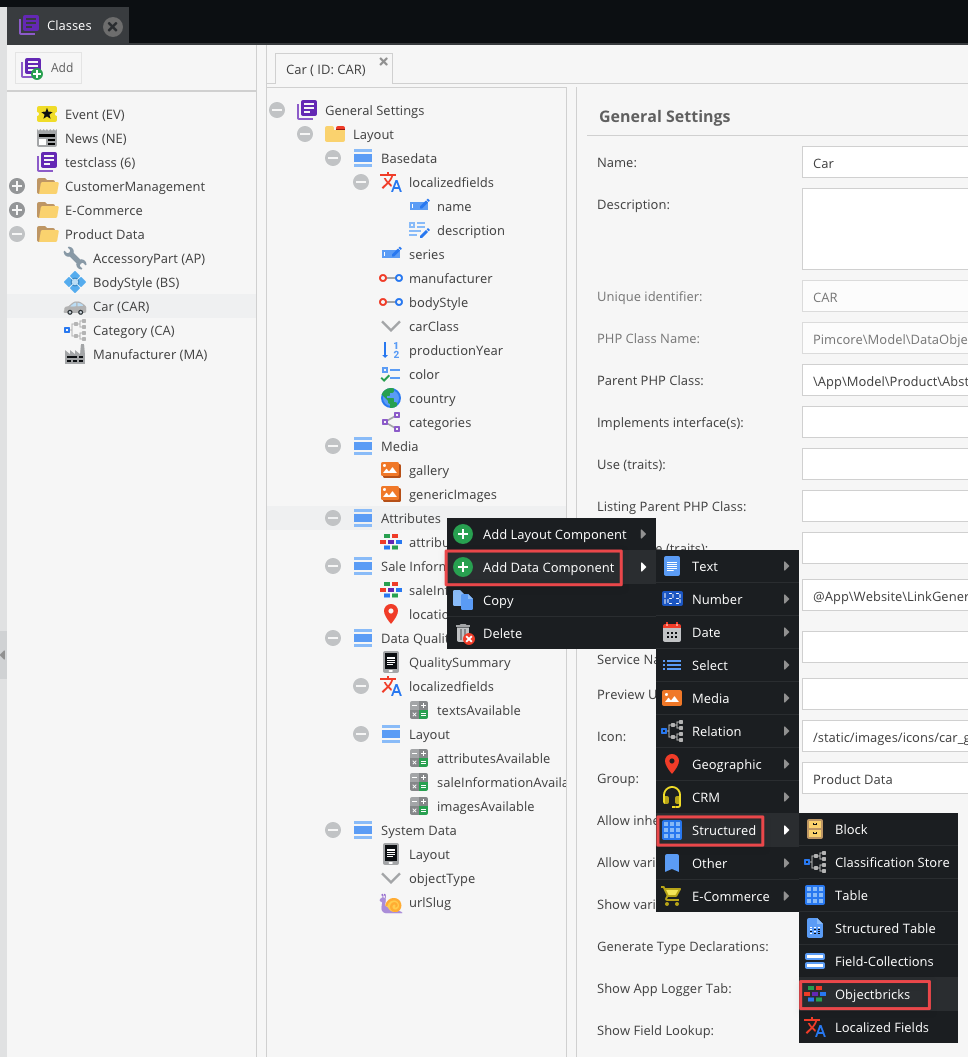 Classes
Add
Event (EV)
News (NE)
testclass (6)
CustomerManagement
E-Commerce
Product Data
AccessoryPart (AP)
BodyStyle (BS)
Car (CAR)
Category (CA)
Manufacturer (MA)
Car ( ID: CAR)
General Settings
Layout
Basedata
localizedfields
name
description
series
manufacturer
bodyStyle
carClass
productionYear
color
country
categories
Media
gallery
genericImages
Attributes
attribu
Sale Inform
saleIn
locatio
Data Qualit
QualitySummary
localizedfields
textsAvailable
Layout
attributesAvailable
saleInformationAvaila
imagesAvailable
System Data
Layout
objectType
urlSlug
Add Layout Component
Add Data Component
Copy
Delete
Text
Number
Date
Select
Media
Relation
Geographic
CRM
Structured
Other
E-Commerce
Block
Classification Store
Table
Structured Table
Field-Collections
Objectbricks
Localized Fields
General Settings
Name:
Car
Description:
Unique identifier:
CAR
PHP Class Name:
Pimcore\Model\DataObje
Parent PHP Class:
\App\Model\Product\Abst
Implements interface(s):
Use (traits):
Listing Parent PHP Class:
(traits):
@App\Website\LinkGener
Service Na
Preview U
Icon:
/static/images/icons/car_g
Group:
Product Data
Allow inhe
Allow vari
Show vari
Generate Type Declarations:
Show App Logger Tab:
Show Field Lookup: